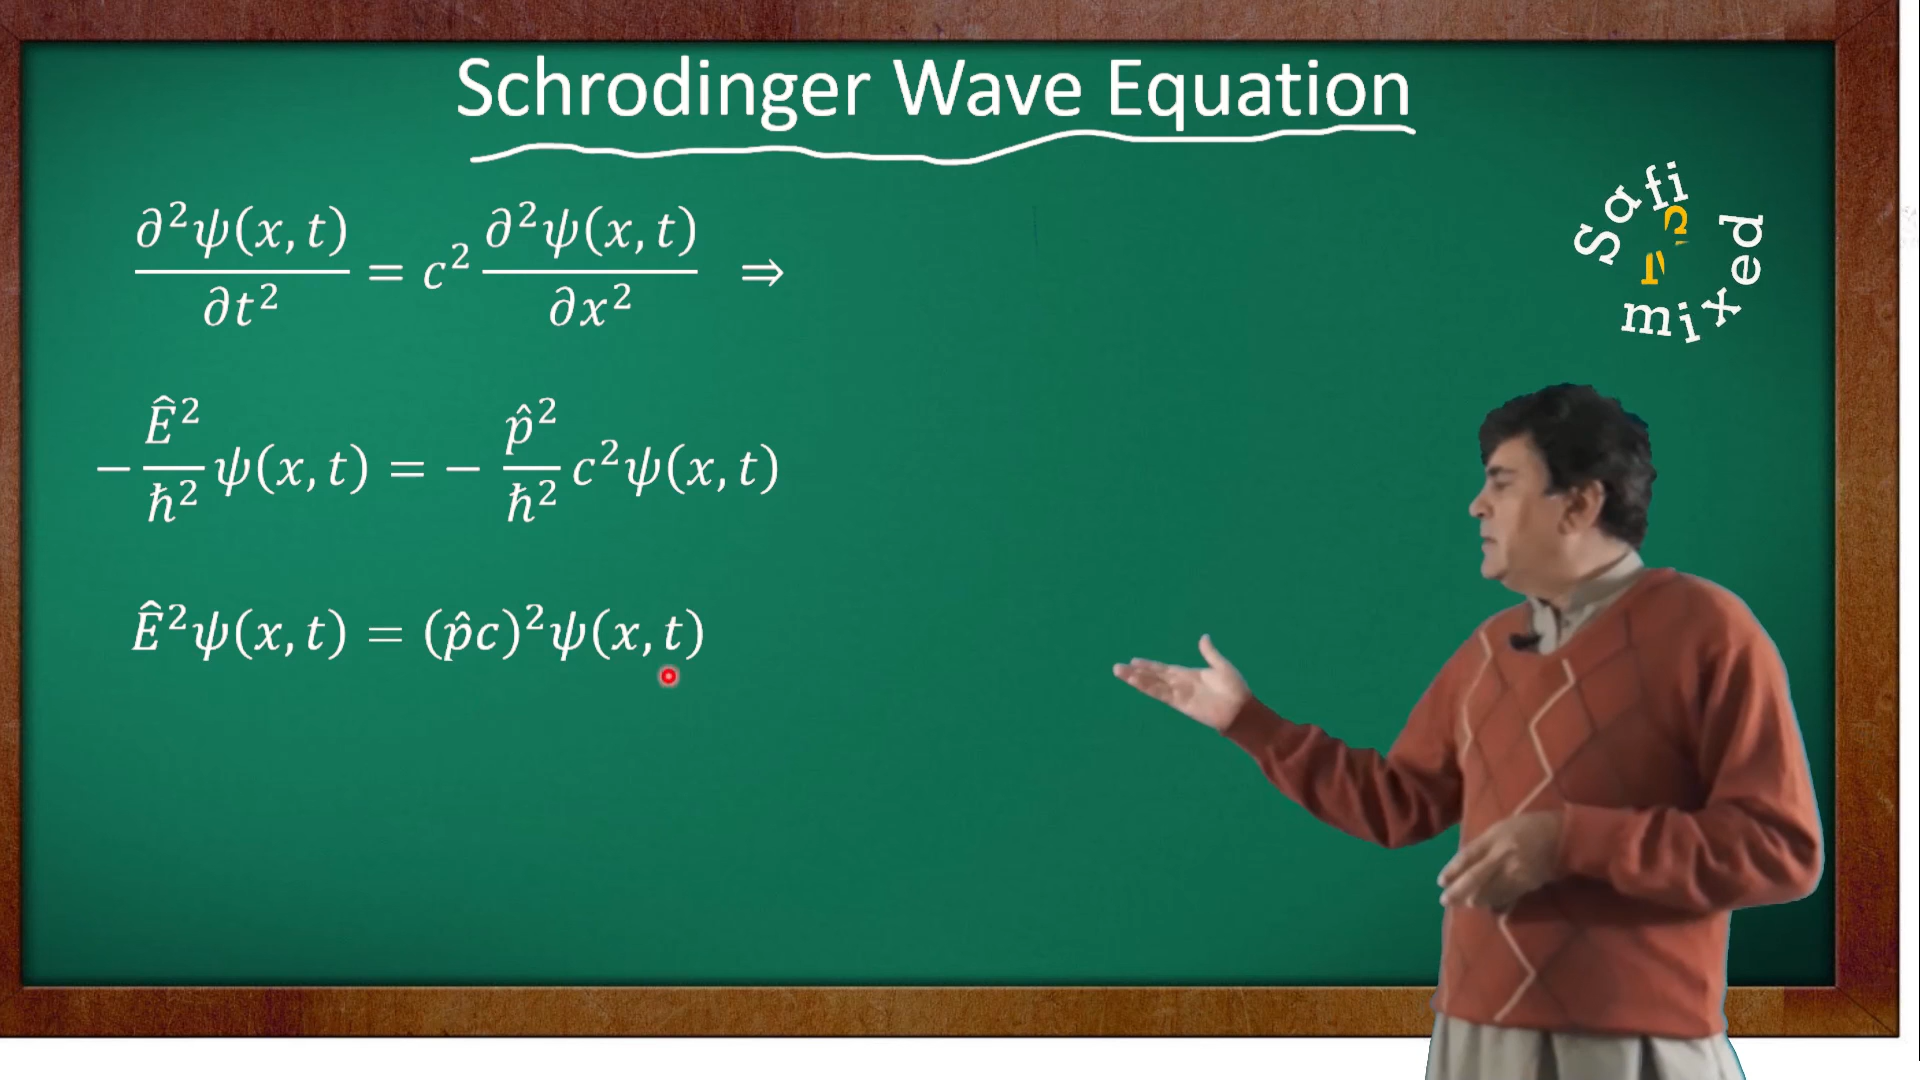 Schrodinger Wave Equation
∂²ψ(x, t)/∂t² = c² ∂²ψ(x, t)/∂x² ⇒
− Ê²/ħ² ψ(x, t) = − p̂²/ħ² c²ψ(x, t)
Ê²ψ(x, t) = (p̂c)²ψ(x, t)
Safi
mixed